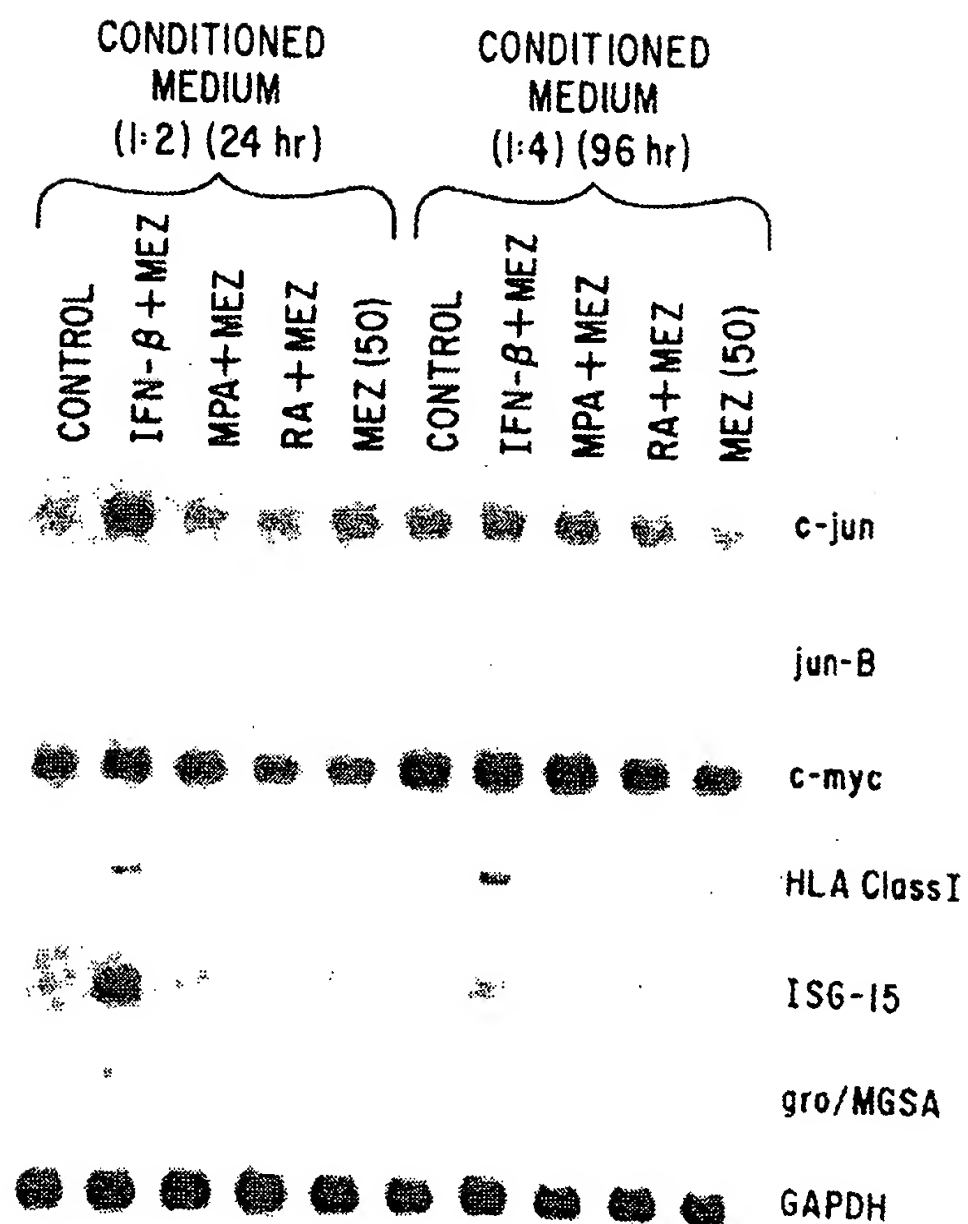 CONDITIONED
MEDIUM
(1:2) (24 hr)
CONDITIONED
MEDIUM
(1:4) (96 hr)
CONTROL
IFN-β+MEZ
MPA+MEZ
RA+MEZ
MEZ (50)
CONTROL
IFN-β+MEZ
MPA+MEZ
RA+MEZ
MEZ (50)
c-jun
jun-B
c-myc
HLA Class I
ISG-15
gro/MGSA
GAPDH